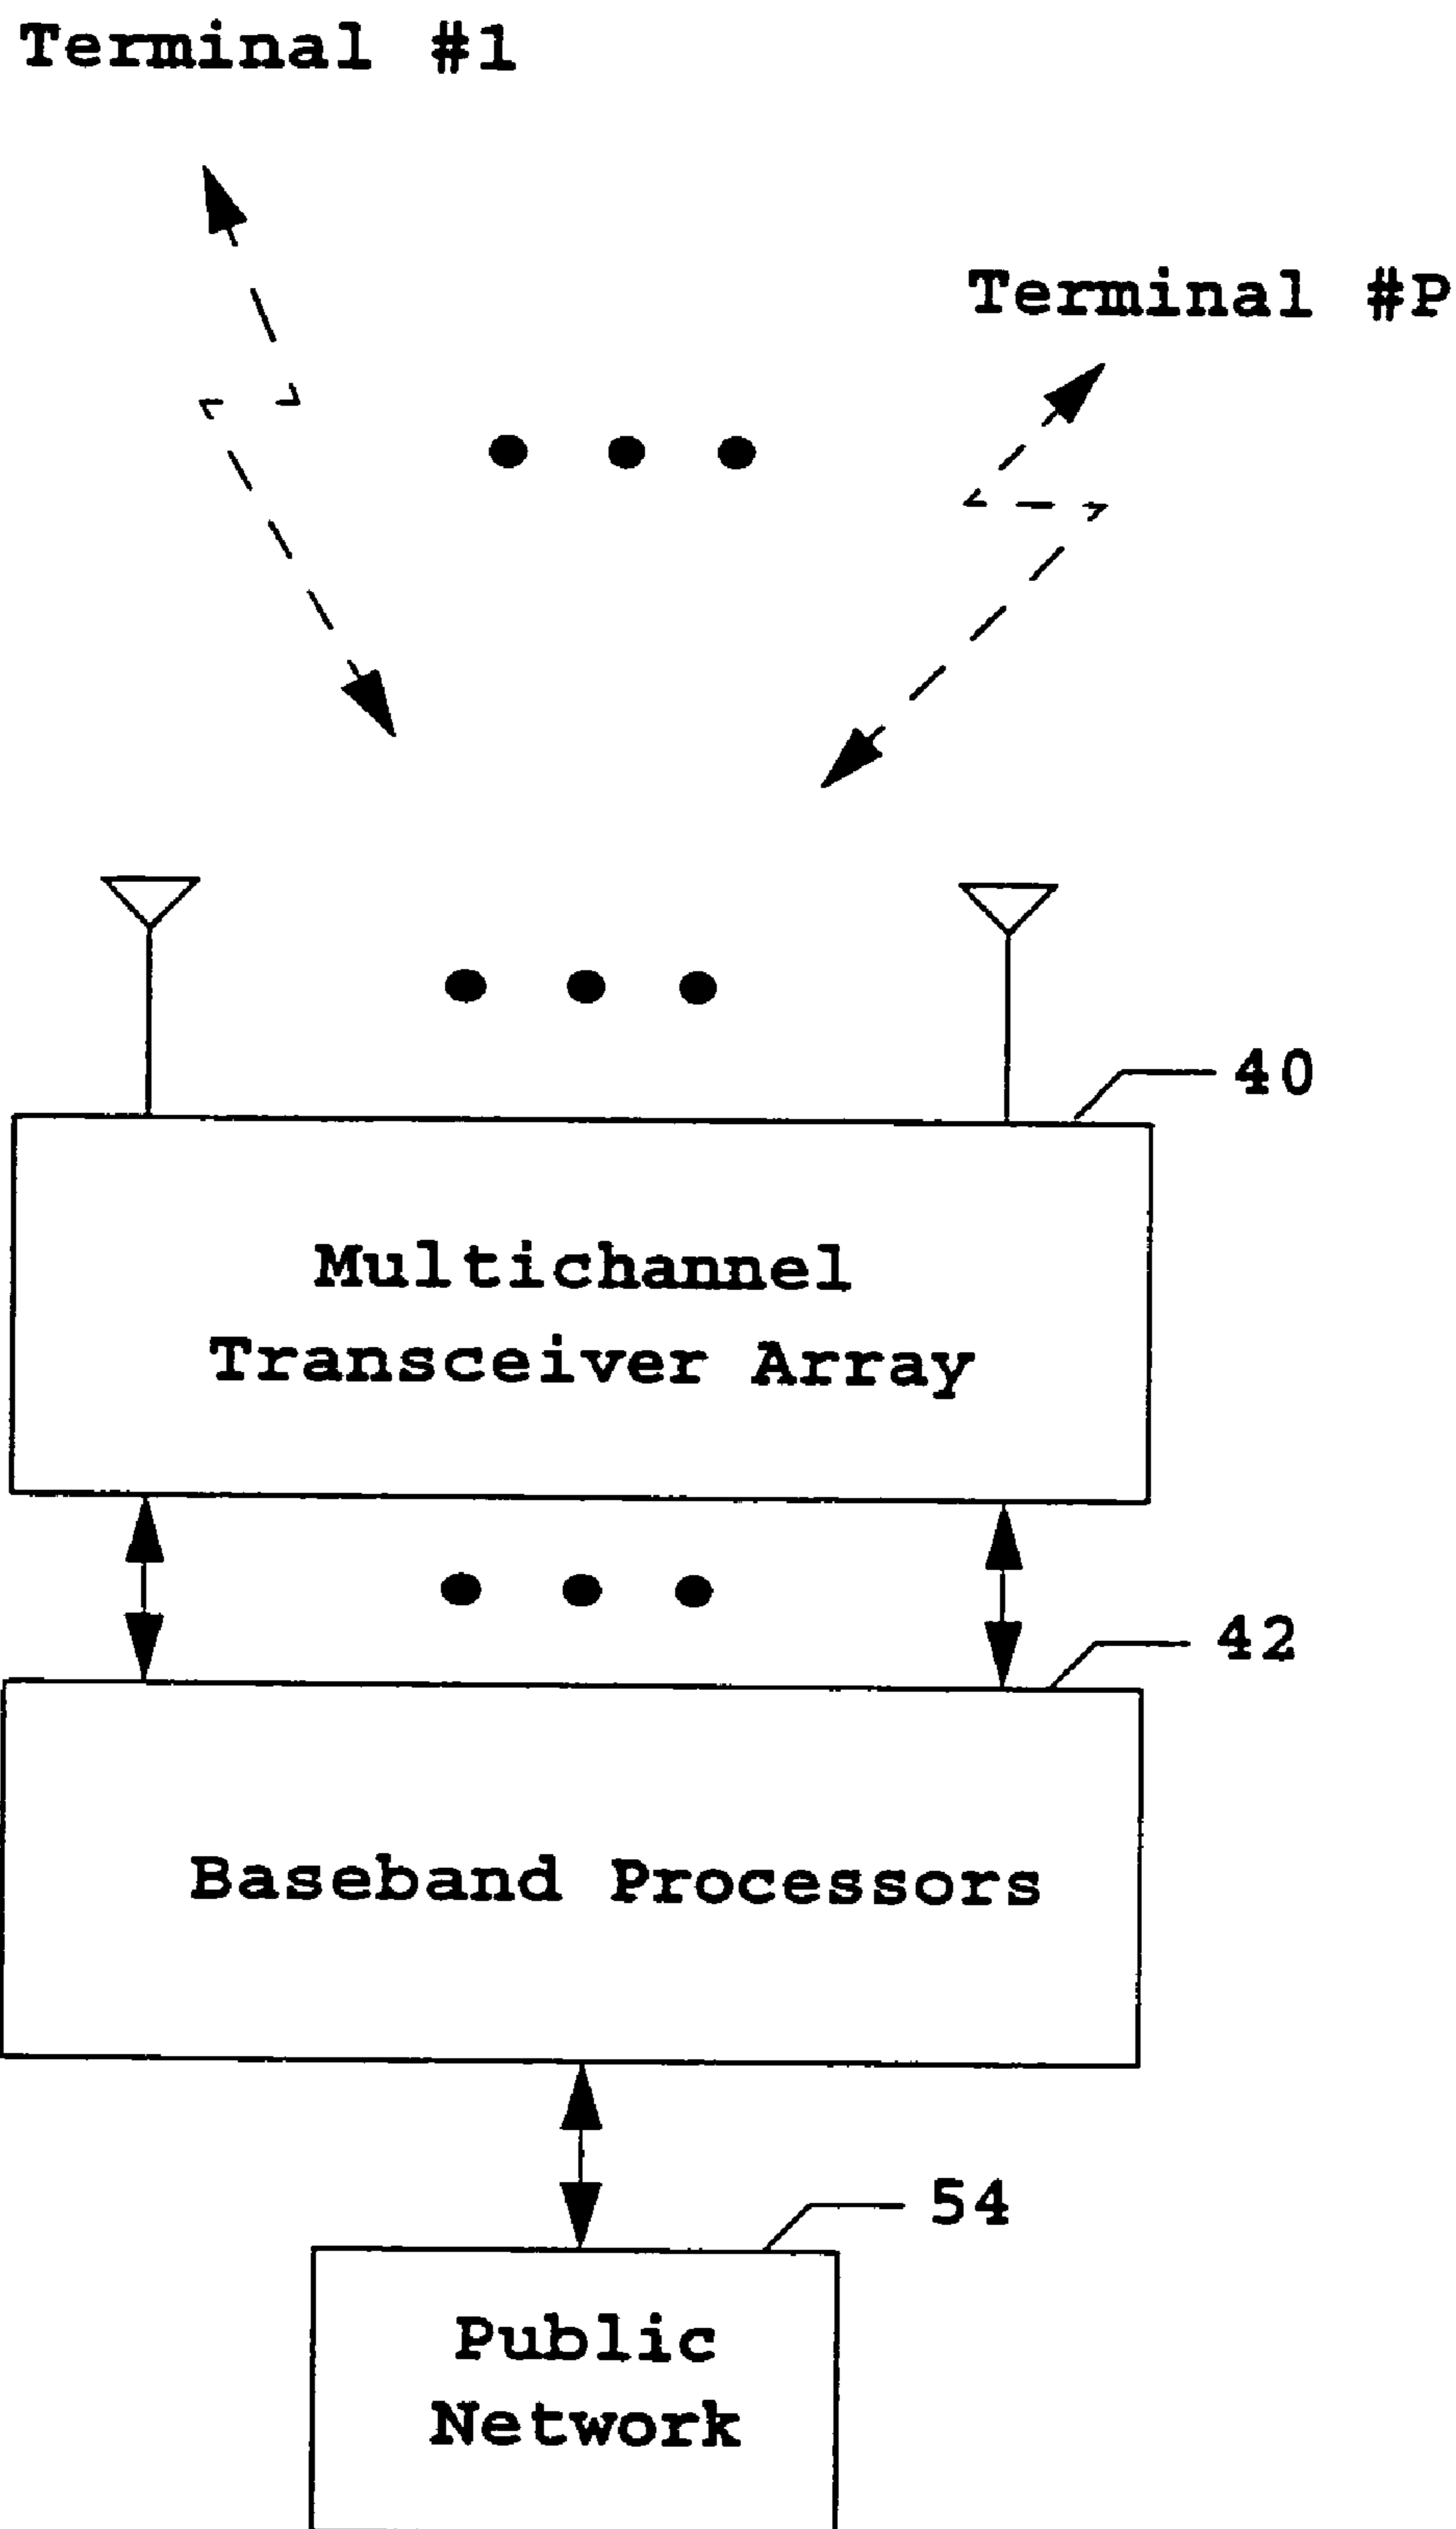 Terminal #1
Terminal #P
40
Multichannel
Transceiver Array
42
Baseband Processors
54
Public
Network